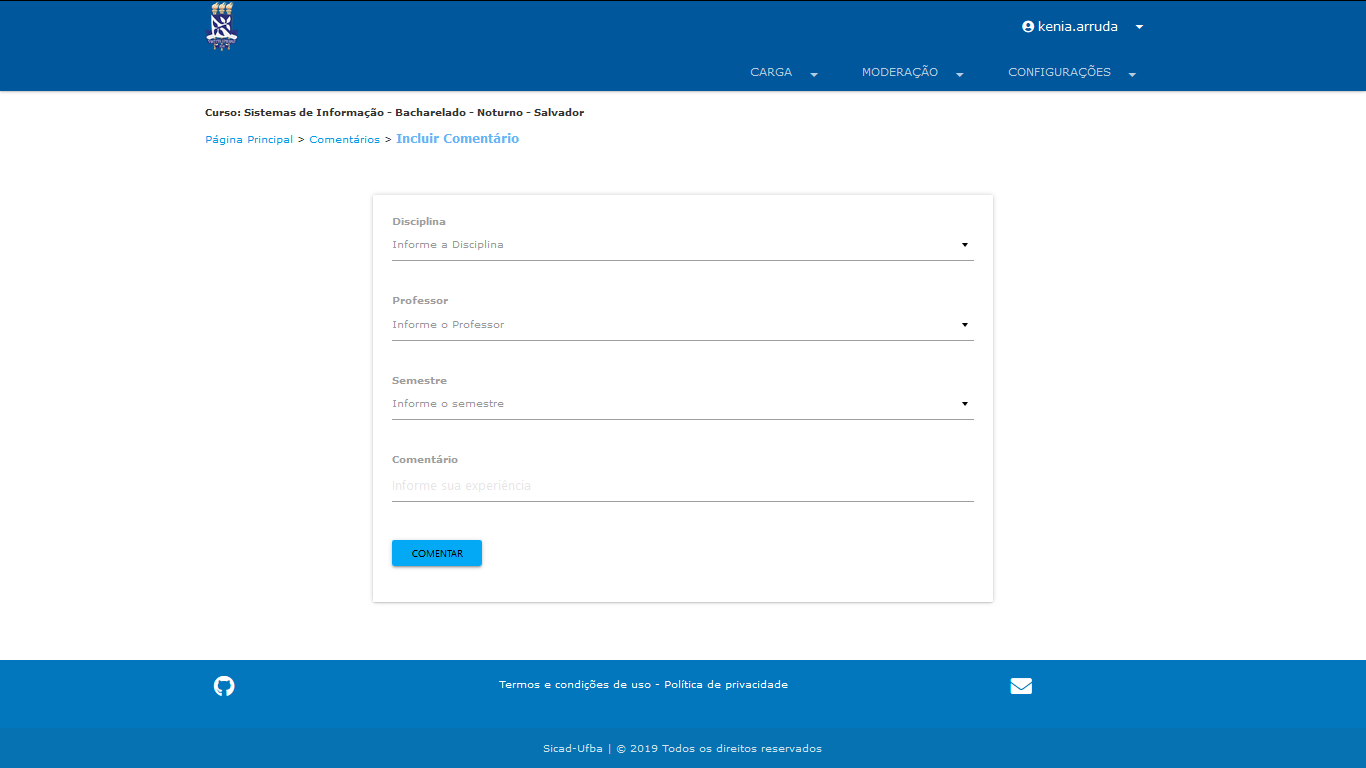 kenia.arruda
CARGA MODERAÇÃO CONFIGURAÇÕES
Curso: Sistemas de Informação - Bacharelado - Noturno - Salvador
Página Principal > Comentários > Incluir Comentário
Disciplina
Informe a Disciplina
Professor
Informe o Professor
Semestre
Informe o semestre
Comentário
Informe sua experiência
COMENTAR
Termos e condições de uso - Política de privacidade
Sicad-Ufba | © 2019 Todos os direitos reservados